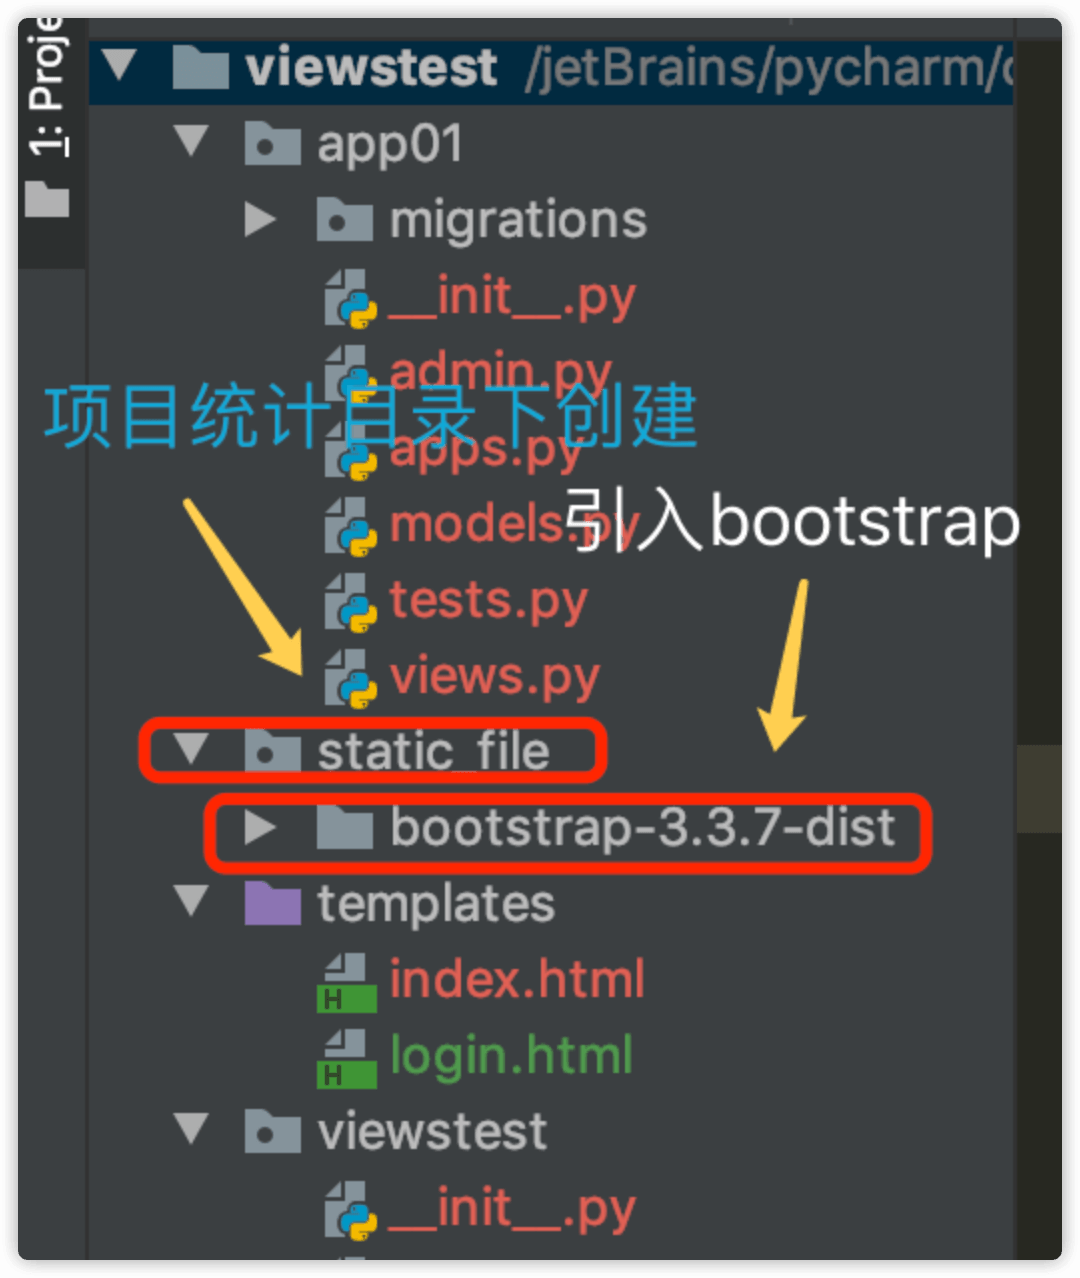 1: Proje
viewstest /jetBrains/pycharm/
app01
migrations
__init__.py
admin.py
项目统计目录下创建
apps.py
引入bootstrap
models.py
tests.py
views.py
static_file
bootstrap-3.3.7-dist
templates
H index.html
H login.html
viewstest
__init__.py